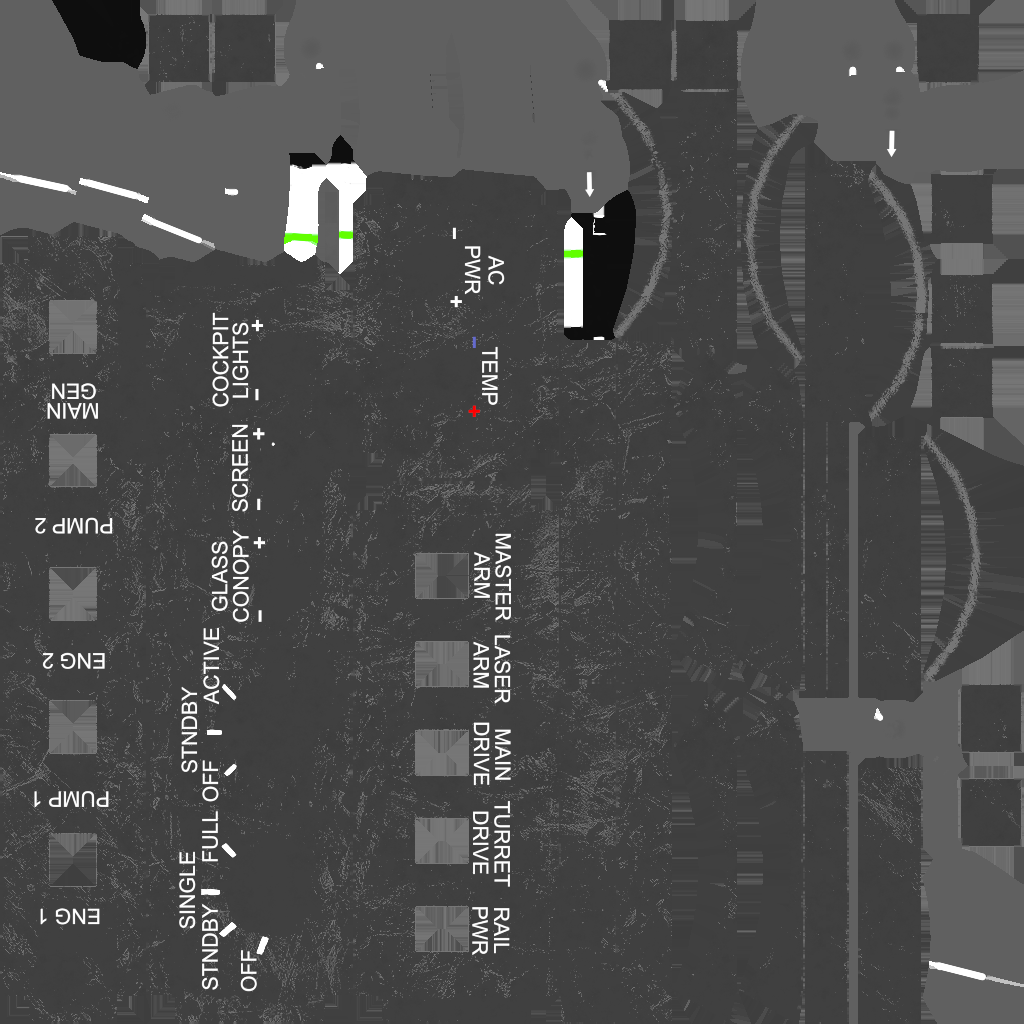 MAIN
GEN
PUMP 2
ENG 2
PUMP 1
ENG 1
COCKPIT
LIGHTS
- +
SCREEN
- +
GLASS
CONOPY
- +
ACTIVE
STNDBY
FULL OFF
SINGLE
STNDBY
OFF
AC
PWR
- +
TEMP
- +
MASTER
ARM
LASER
ARM
MAIN
DRIVE
TURRET
DRIVE
RAIL
PWR